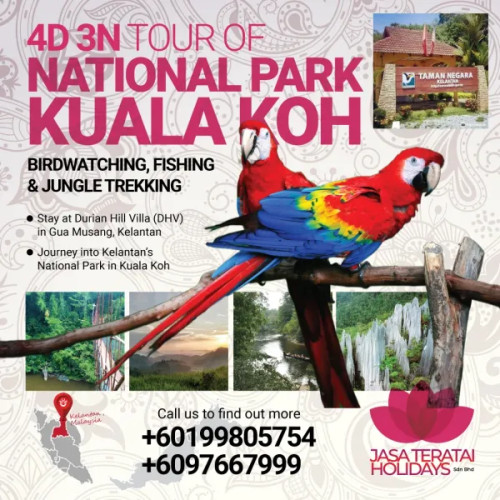 4D 3N TOUR OF
NATIONAL PARK
KUALA KOH
TAMAN NEGARA
KELANTAN
BIRDWATCHING, FISHING
& JUNGLE TREKKING
Stay at Durian Hill Villa (DHV)
in Gua Musang, Kelantan
Journey into Kelantan's
National Park in Kuala Koh
Kelantan,
Malaysia
Call us to find out more
+60199805754
+6097667999
JASA TERATAI
HOLIDAYS Sdn Bhd